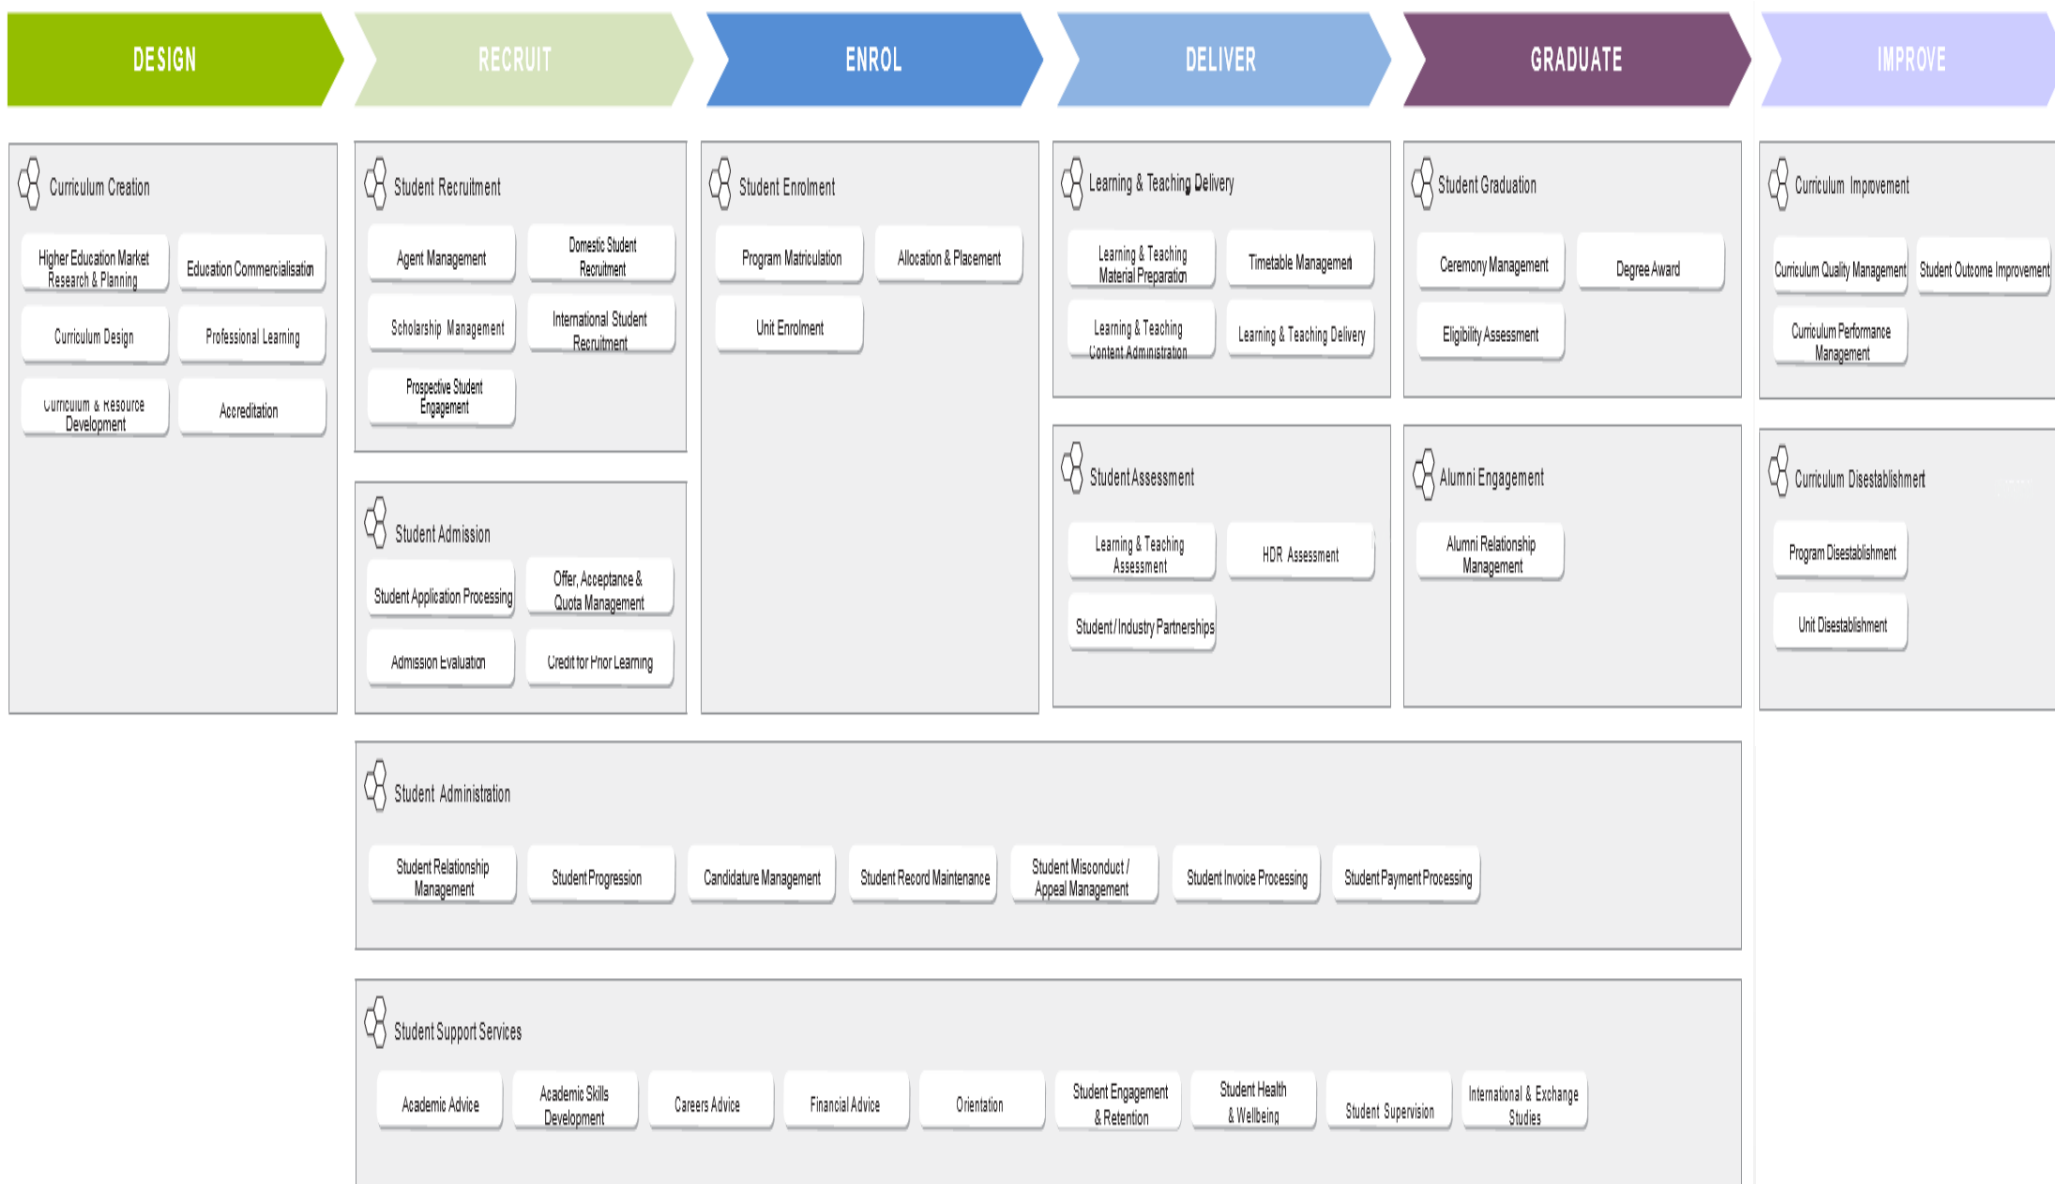 DESIGN
RECRUIT
ENROL
DELIVER
GRADUATE
IMPROVE
Curriculum Creation
Higher Education Market
Research & Planning
Education Commercialisation
Curriculum Design
Professional Learning
Curriculum & Resource
Development
Accreditation
Student Recruitment
Agent Management
Domestic Student
Recruitment
Scholarship Management
International Student
Recruitment
Prospective Student
Engagement
Student Admission
Student Application Processing
Offer, Acceptance &
Quota Management
Admission Evaluation
Credit for Prior Learning
Student Enrolment
Program Matriculation
Allocation & Placement
Unit Enrolment
Learning & Teaching Delivery
Learning & Teaching
Material Preparation
Timetable Management
Learning & Teaching
Content Administration
Learning & Teaching Delivery
Student Assessment
Learning & Teaching
Assessment
HDR Assessment
Student / Industry Partnerships
Student Graduation
Ceremony Management
Degree Award
Eligibility Assessment
Alumni Engagement
Alumni Relationship
Management
Curriculum Improvement
Curriculum Quality Management
Student Outcome Improvement
Curriculum Performance
Management
Curriculum Disestablishment
Program Disestablishment
Unit Disestablishment
Student Administration
Student Relationship
Management
Student Progression
Candidature Management
Student Record Maintenance
Student Misconduct /
Appeal Management
Student Invoice Processing
Student Payment Processing
Student Support Services
Academic Advice
Academic Skills
Development
Careers Advice
Financial Advice
Orientation
Student Engagement
& Retention
Student Health
& Wellbeing
Student Supervision
International & Exchange
Studies